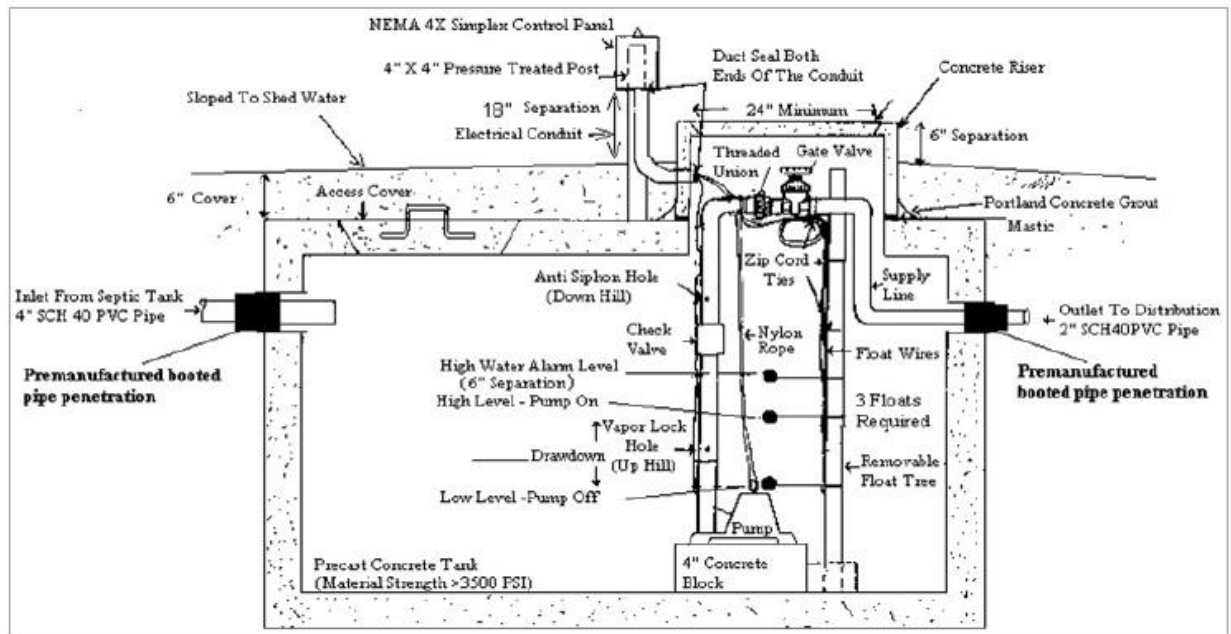 NEMA 4X Simplex Control Panel
4" X 4" Pressure Treated Post
Duct Seal Both
Ends Of The Conduit
Concrete Riser
Sloped To Shed Water
18" Separation
Electrical Conduit
24" Minimum
6" Separation
Threaded
Union
Gate Valve
6" Cover
Access Cover
Portland Concrete Grout
Mastic
Anti Siphon Hole
(Down Hill)
Zip Cord
Ties
Supply
Line
Inlet From Septic Tank
4" SCH 40 PVC Pipe
Outlet To Distribution
2" SCH40PVC Pipe
Check
Valve
Nylon
Rope
Float Wires
Premanufactured booted
pipe penetration
Premanufactured
booted pipe penetration
High Water Alarm Level
(6" Separation)
High Level - Pump On
3 Floats
Required
Vapor Lock
Hole
(Up Hill)
Drawdown
Removable
Float Tree
Low Level -Pump Off
Pump
Precast Concrete Tank
(Material Strength >3500 PSI)
4" Concrete
Block